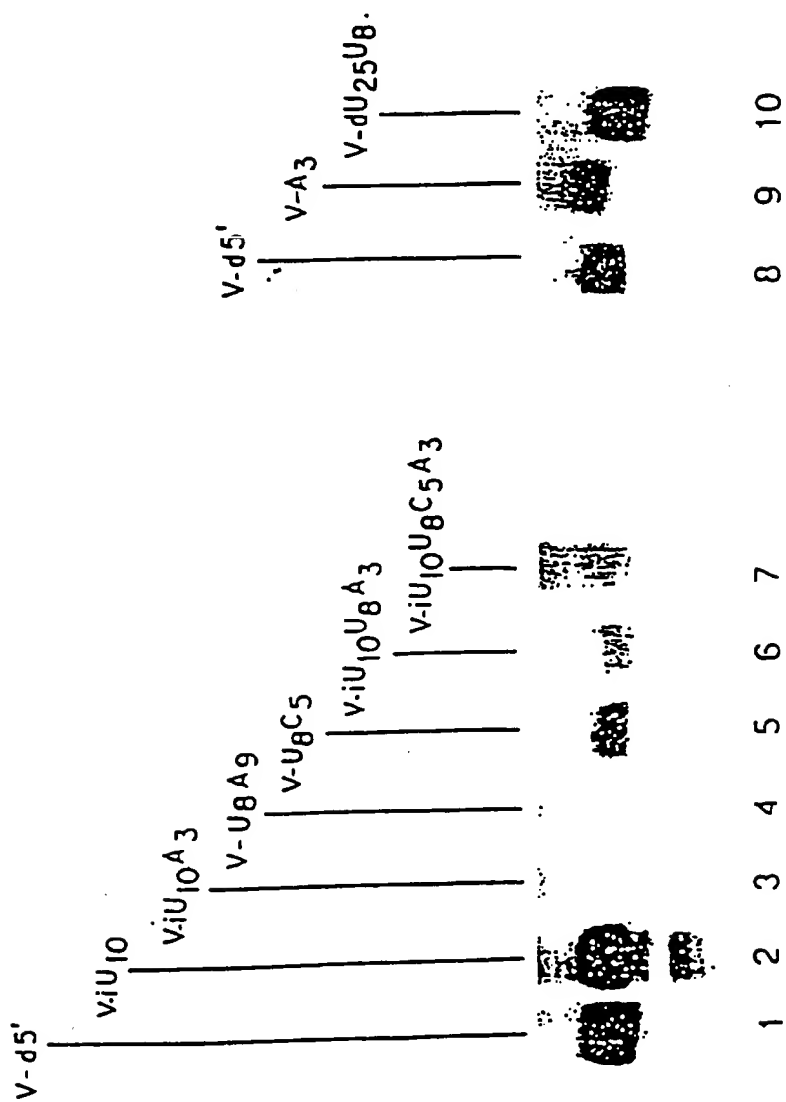 V-d5'
V-iU10
V-iU10A3
V-U8A9
V-U8C5
V-iU10U8A3
V-iU10U8C5A3
1 2 3 4 5 6 7
V-d5'
V-A3
V-dU25U8.
8 9 10